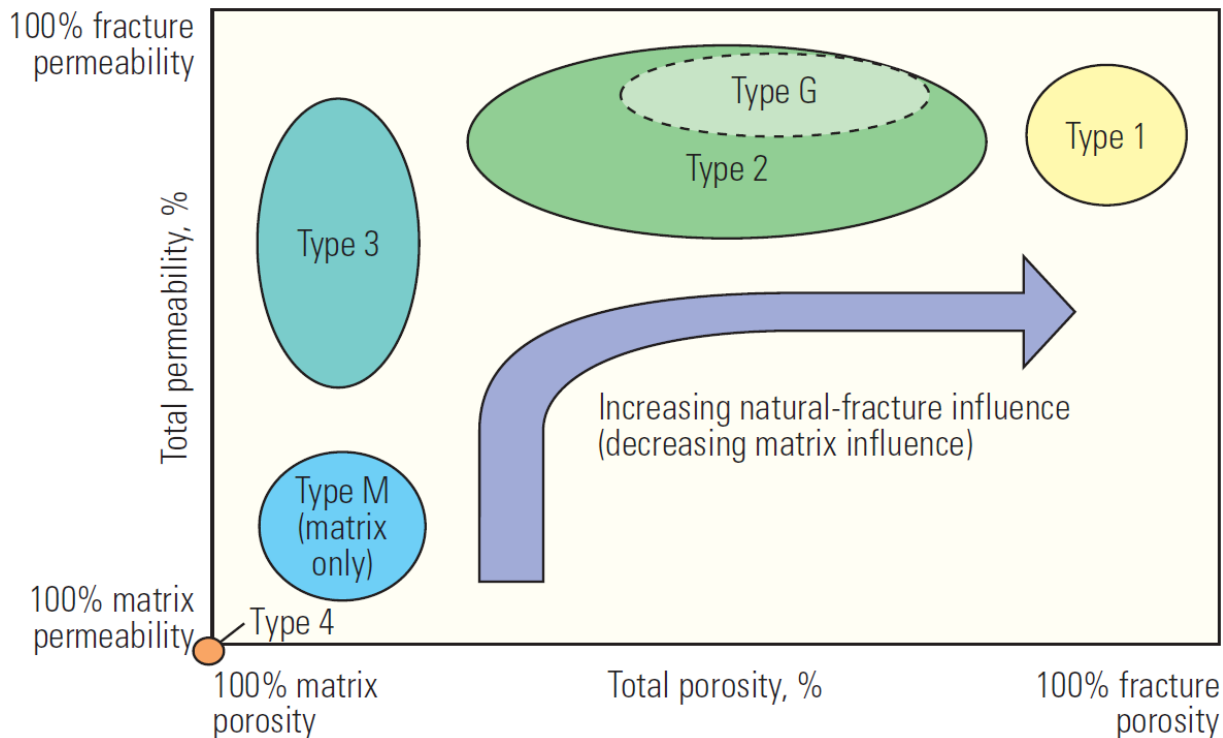 100% fracture
permeability
Type G
Type 1
Type 2
Type 3
Total permeability, %
Increasing natural-fracture influence
(decreasing matrix influence)
Type M
(matrix
only)
100% matrix
permeability
Type 4
100% matrix
porosity
Total porosity, %
100% fracture
porosity